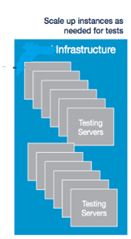 Scale up instances as
needed for tests
Infrastructure
Testing
Servers
Testing
Servers